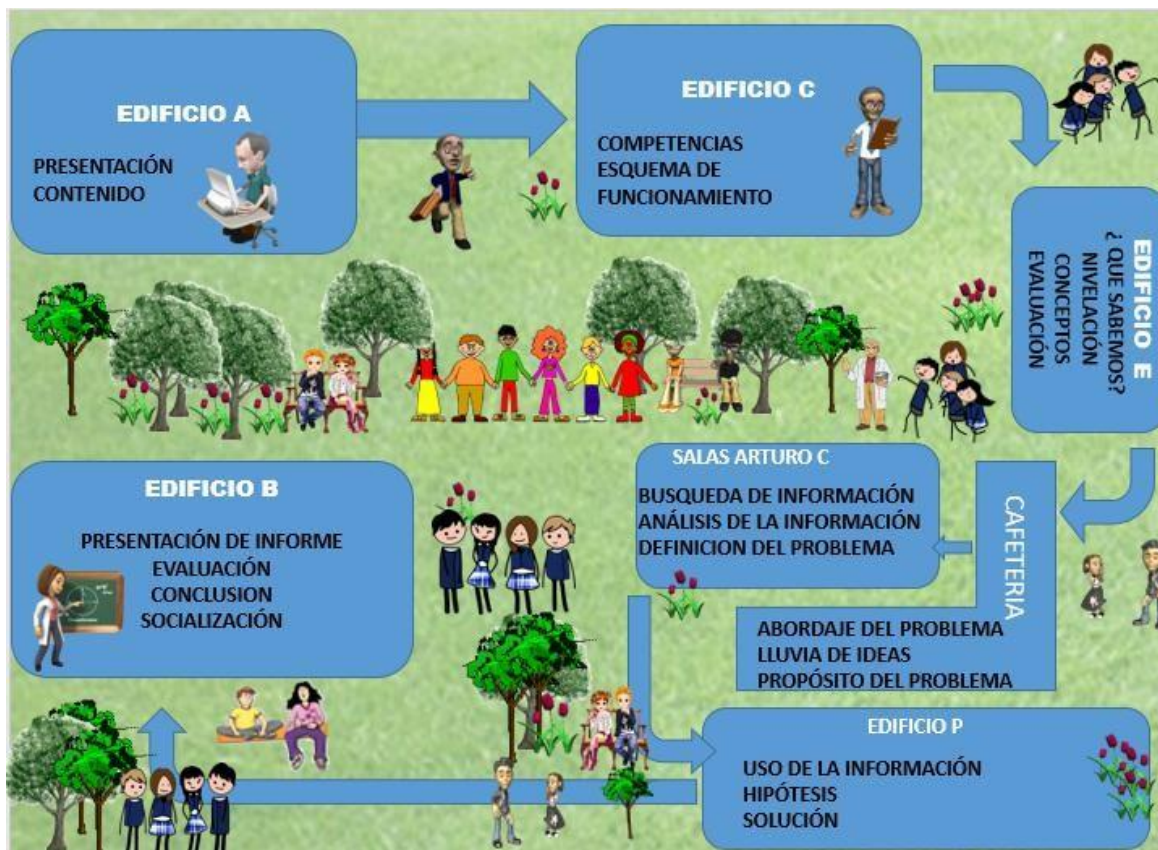 EDIFICIO A
PRESENTACIÓN
CONTENIDO
EDIFICIO C
COMPETENCIAS
ESQUEMA DE
FUNCIONAMIENTO
EDIFICIO E
¿ QUE SABEMOS?
NIVELACIÓN
CONCEPTOS
EVALUACIÓN
CAFETERIA
ABORDAJE DEL PROBLEMA
LLUVIA DE IDEAS
PROPÓSITO DEL PROBLEMA
SALAS ARTURO C
BUSQUEDA DE INFORMACIÓN
ANÁLISIS DE LA INFORMACIÓN
DEFINICION DEL PROBLEMA
EDIFICIO P
USO DE LA INFORMACIÓN
HIPÓTESIS
SOLUCIÓN
EDIFICIO B
PRESENTACIÓN DE INFORME
EVALUACIÓN
CONCLUSION
SOCIALIZACIÓN